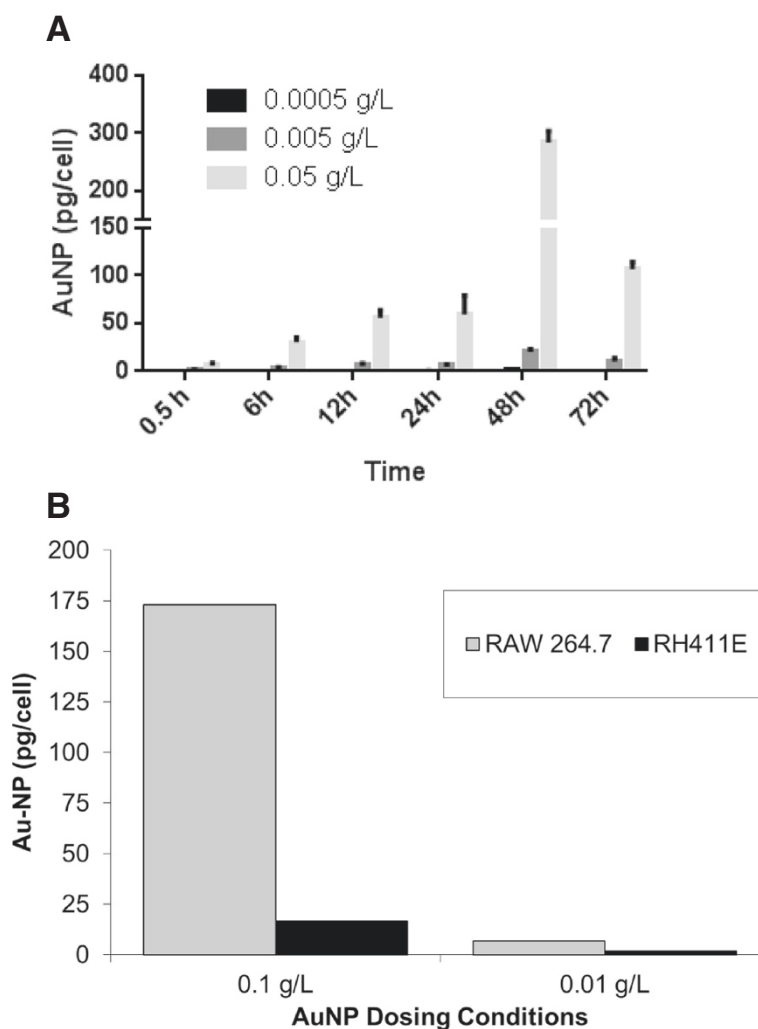 A
400
300
200
150
100
50
0
AuNP (pg/cell)
0.0005 g/L
0.005 g/L
0.05 g/L
0.5 h
6h
12h
24h
48h
72h
Time
B
200
175
150
125
100
75
50
25
0
Au-NP (pg/cell)
RAW 264.7
RH411E
0.1 g/L
0.01 g/L
AuNP Dosing Conditions